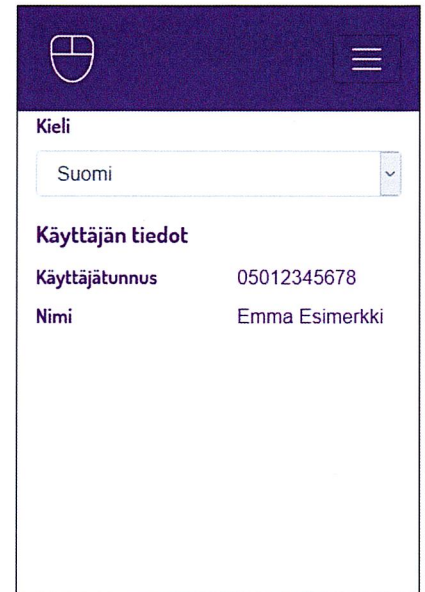 Kieli
Suomi
Käyttäjän tiedot
Käyttäjätunnus 05012345678
Nimi Emma Esimerkki